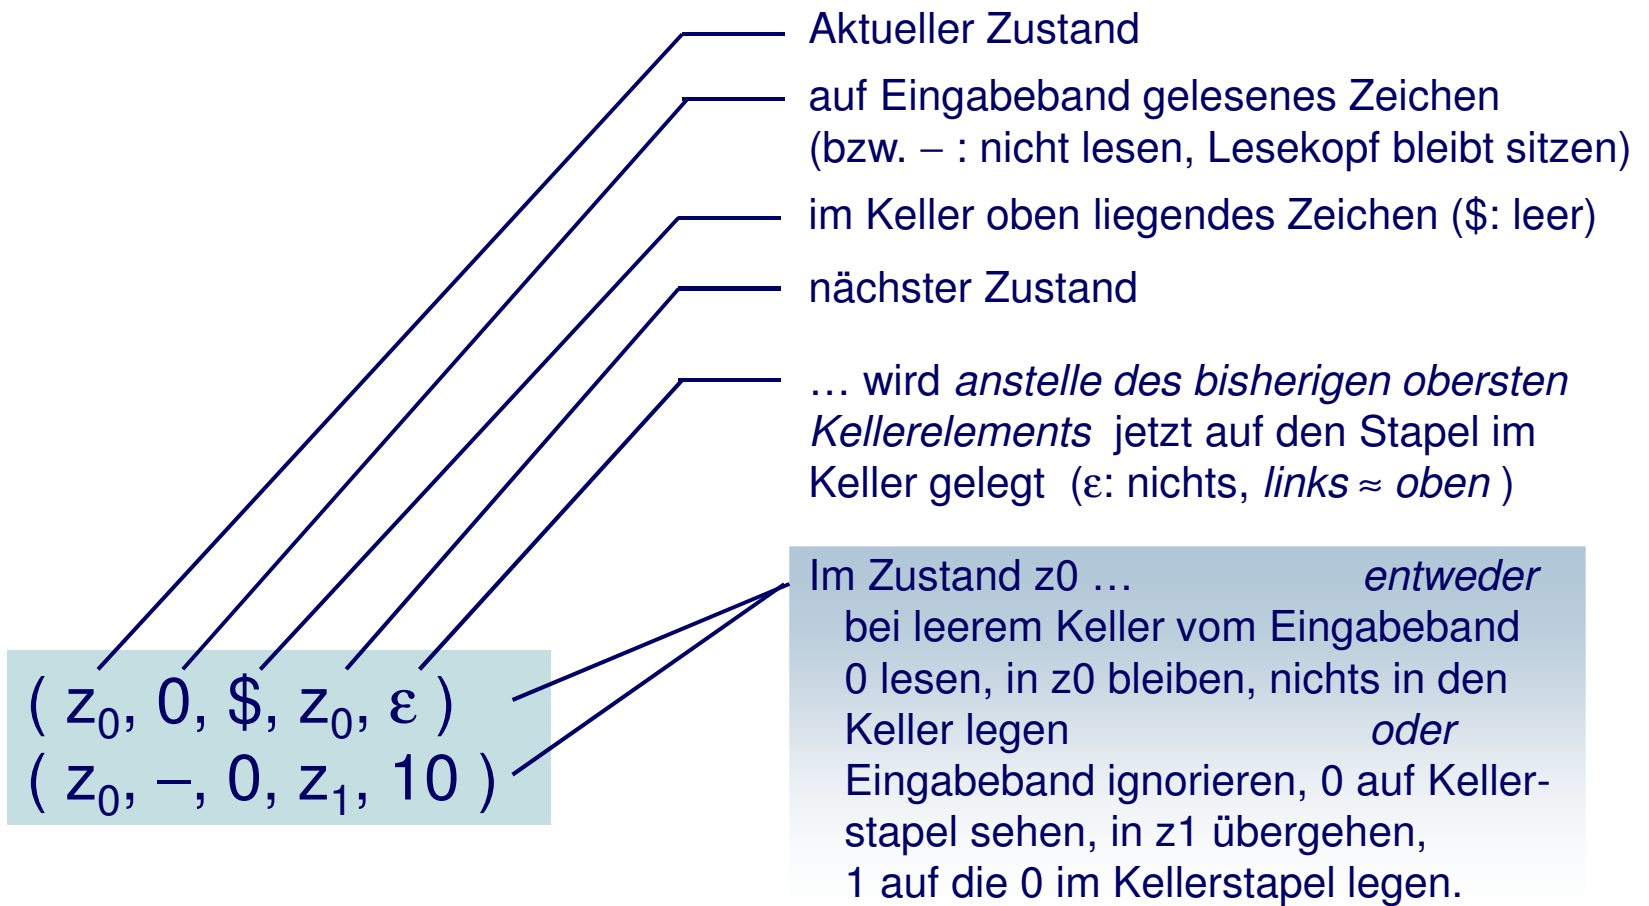 Aktueller Zustand
auf Eingabeband gelesenes Zeichen
(bzw. – : nicht lesen, Lesekopf bleibt sitzen)
im Keller oben liegendes Zeichen ($: leer)
nächster Zustand
… wird anstelle des bisherigen obersten
Kellerelements jetzt auf den Stapel im
Keller gelegt (ε: nichts, links ≈ oben )
Im Zustand z0 … entweder
bei leerem Keller vom Eingabeband
0 lesen, in z0 bleiben, nichts in den
Keller legen oder
Eingabeband ignorieren, 0 auf Keller-
stapel sehen, in z1 übergehen,
1 auf die 0 im Kellerstapel legen.
( z₀, 0, $, z₀, ε )
( z₀, –, 0, z₁, 10 )